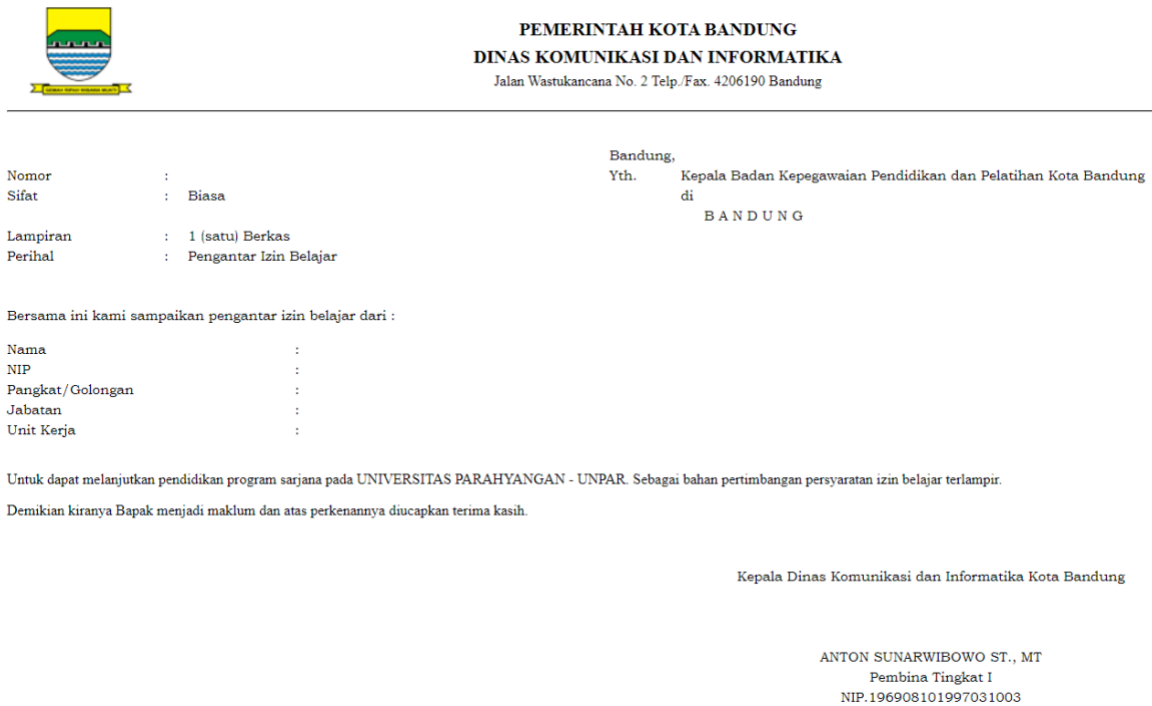 PEMERINTAH KOTA BANDUNG
DINAS KOMUNIKASI DAN INFORMATIKA
Jalan Wastukancana No. 2 Telp./Fax. 4206190 Bandung
GEMAH RIPAH WIBAWA MUKTI
Bandung,
Nomor :
Yth. Kepala Badan Kepegawaian Pendidikan dan Pelatihan Kota Bandung
Sifat : Biasa
di
B A N D U N G
Lampiran : 1 (satu) Berkas
Perihal : Pengantar Izin Belajar
Bersama ini kami sampaikan pengantar izin belajar dari :
Nama :
NIP :
Pangkat/Golongan :
Jabatan :
Unit Kerja :
Untuk dapat melanjutkan pendidikan program sarjana pada UNIVERSITAS PARAHYANGAN - UNPAR. Sebagai bahan pertimbangan persyaratan izin belajar terlampir.
Demikian kiranya Bapak menjadi maklum dan atas perkenannya diucapkan terima kasih.
Kepala Dinas Komunikasi dan Informatika Kota Bandung
ANTON SUNARWIBOWO ST., MT
Pembina Tingkat I
NIP.196908101997031003